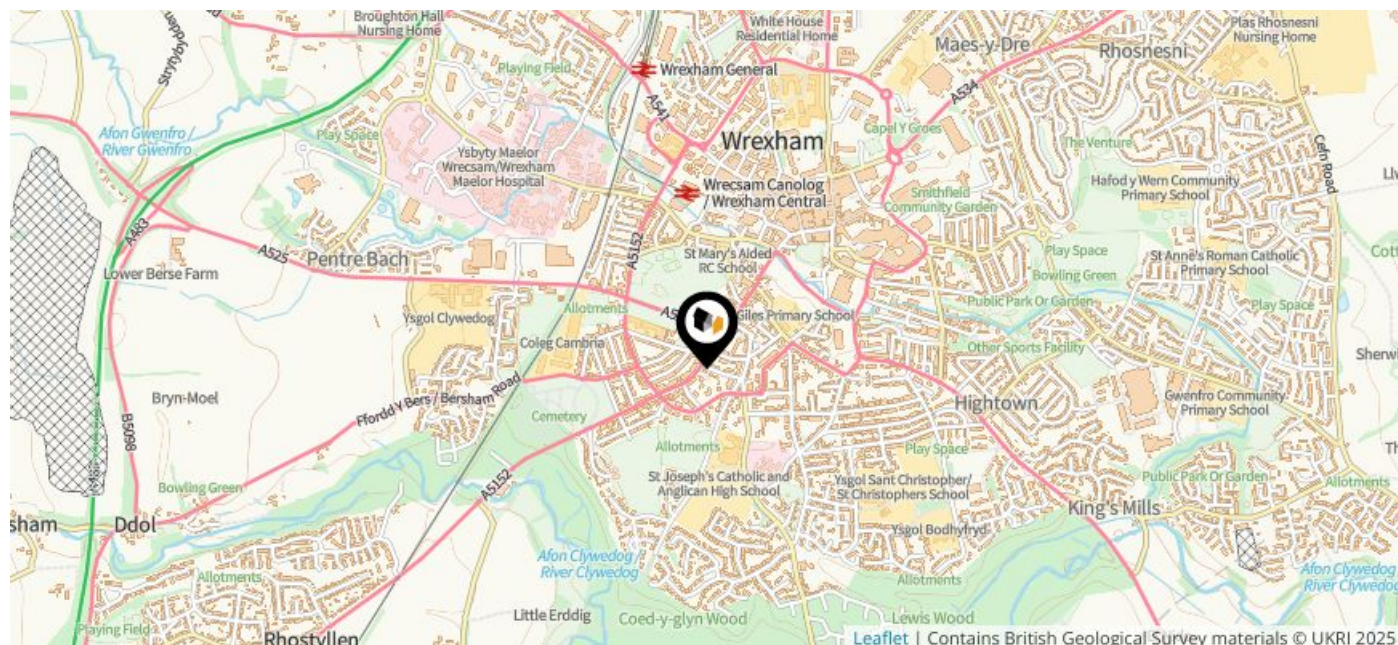 Broughton Hall
Nursing Home
White House
Residential Home
Plas Rhosnesni
Nursing Home
Maes-y-Dre
Rhosnesni
Playing Field
Wrexham General
A541
A534
Afon Gwenfro /
River Gwenfro
Play Space
Ysbyty Maelor
Wrecsam/Wrexham
Maelor Hospital
Wrexham
Capel Y Groes
The Venture
Cefn Road
Wrecsam Canolog
/ Wrexham Central
Smithfield
Community Garden
Hafod y Wern Community
Primary School
A483
A525
A5152
Pentre Bach
St Mary's Aided
RC School
Play Space
Bowling Green
St Anne's Roman Catholic
Primary School
Lower Berse Farm
Public Park Or Garden
Play Space
Ysgol Clywedog
Allotments
Giles Primary School
Coleg Cambria
Other Sports Facility
Bryn-Moel
Ffordd Y Bers / Bersham Road
Cemetery
Hightown
Gwenfro Community
Primary School
B5098
Allotments
Play Space
Bowling Green
A5152
St Joseph's Catholic and
Anglican High School
Ysgol Sant Christopher/
St Christophers School
Public Park Or Garden
Allotments
King's Mills
Ddol
Ysgol Bodhyfryd
Afon Clywedog
River Clywedog
Allotments
Allotments
Afon Clywedog
River Clywedog
Little Erddig
Coed-y-glyn Wood
Lewis Wood
Playing Field
Rhostyllen
Leaflet | Contains British Geological Survey materials © UKRI 2025